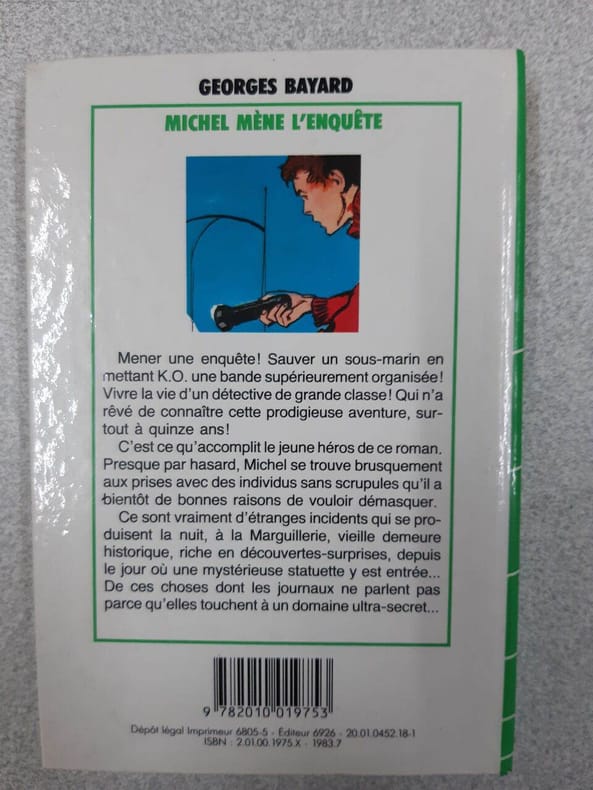 GEORGES BAYARD
MICHEL MÈNE L'ENQUÊTE
Mener une enquête! Sauver un sous-marin en
mettant K.O. une bande supérieurement organisée!
Vivre la vie d'un détective de grande classe! Qui n'a
rêvé de connaître cette prodigieuse aventure, sur-
tout à quinze ans!
C'est ce qu'accomplit le jeune héros de ce roman.
Presque par hasard, Michel se trouve brusquement
aux prises avec des individus sans scrupules qu'il a
bientôt de bonnes raisons de vouloir démasquer.
Ce sont vraiment d'étranges incidents qui se pro-
duisent la nuit, à la Marguillerie, vieille demeure
historique, riche en découvertes-surprises, depuis
le jour où une mystérieuse statuette y est entrée...
De ces choses dont les journaux ne parlent pas
parce qu'elles touchent à un domaine ultra-secret...
9 782010 019753
Dépôt légal Imprimeur 6805-5 - Éditeur 6926 - 20.01.0452.18-1
ISBN : 2.01.00.1975.X - 1983.7